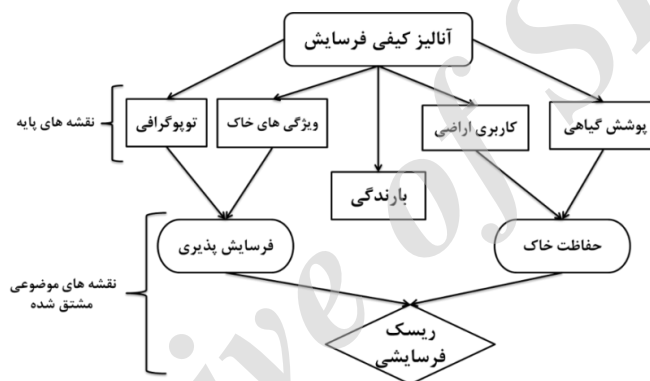 آنالیز کیفی فرسایش
نقشه های پایه
توپوگرافی
ویژگی های خاک
کاربری اراضی
پوشش گیاهی
بارندگی
فرسایش پذیری
حفاظت خاک
نقشه های موضوعی
مشتق شده
ریسک
فرسایشی